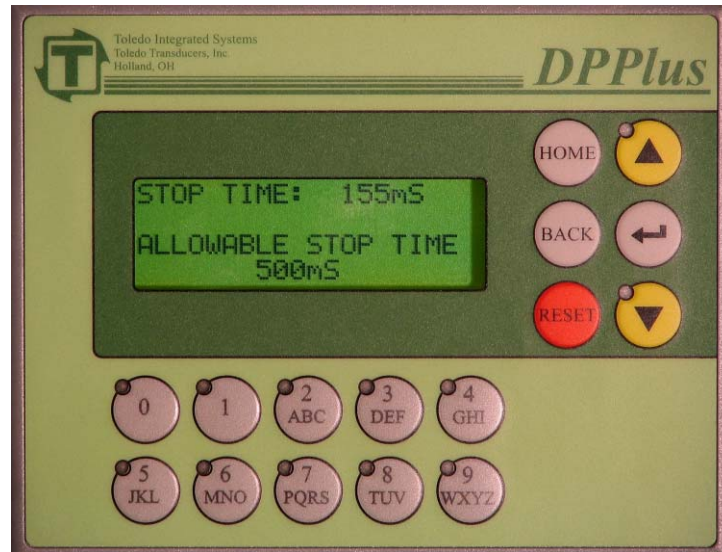 T
Toledo Integrated Systems
Toledo Transducers, Inc.
Holland, OH
DPPlus
STOP TIME: 155mS
ALLOWABLE STOP TIME
500mS
HOME
BACK
RESET
0
1
2
ABC
3
DEF
4
GHI
5
JKL
6
MNO
7
PQRS
8
TUV
9
WXYZ